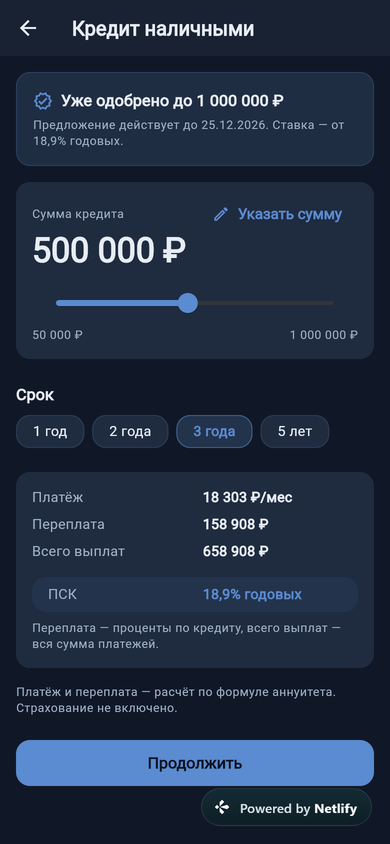 Кредит наличными
Уже одобрено до 1 000 000 ₽
Предложение действует до 25.12.2026. Ставка — от
18,9% годовых.
Сумма кредита
Указать сумму
500 000 ₽
50 000 ₽
1 000 000 ₽
Срок
1 год
2 года
3 года
5 лет
Платёж
18 303 ₽/мес
Переплата
158 908 ₽
Всего выплат
658 908 ₽
ПСК
18,9% годовых
Переплата — проценты по кредиту, всего выплат —
вся сумма платежей.
Платёж и переплата — расчёт по формуле аннуитета.
Страхование не включено.
Продолжить
Powered by Netlify